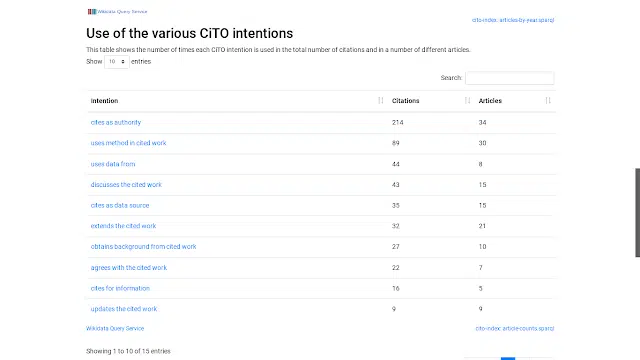 Wikidata Query Service
cito-index: articles-by-year.sparql
Use of the various CiTO intentions
This table shows the number of times each CiTO intention is used in the total number of citations and in a number of different articles.
Show 10 entries
Search:
Intention Citations Articles
cites as authority 214 34
uses method in cited work 89 30
uses data from 44 8
discusses the cited work 43 15
cites as data source 35 15
extends the cited work 32 21
obtains background from cited work 27 10
agrees with the cited work 22 7
cites for information 16 5
updates the cited work 9 9
Wikidata Query Service cito-index: article-counts.sparql
Showing 1 to 10 of 15 entries